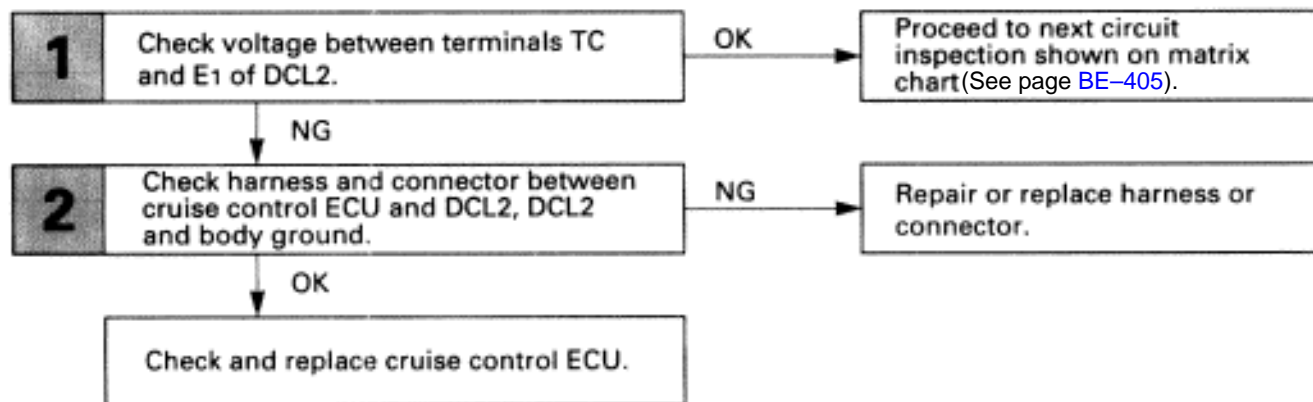 1
Check voltage between terminals TC
and E1 of DCL2.
OK
Proceed to next circuit
inspection shown on matrix
chart(See page BE–405).
NG
2
Check harness and connector between
cruise control ECU and DCL2, DCL2
and body ground.
NG
Repair or replace harness or
connector.
OK
Check and replace cruise control ECU.